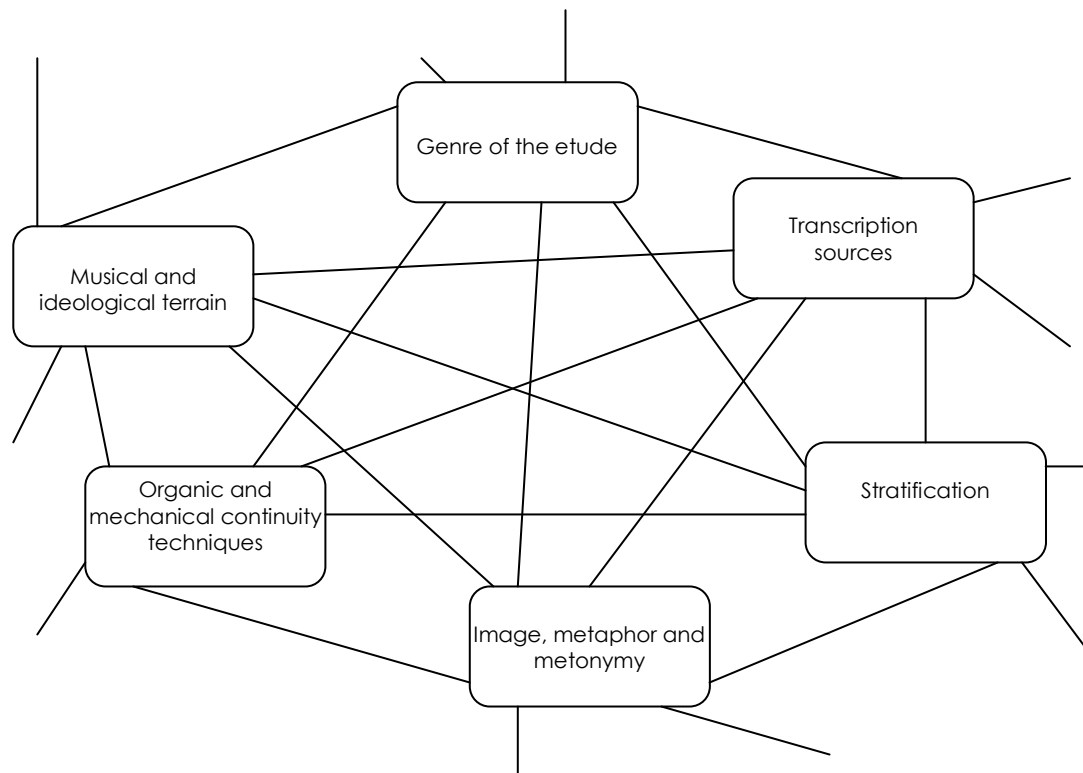 Genre of the etude
Transcription
sources
Musical and
ideological terrain
Organic and
mechanical continuity
techniques
Stratification
Image, metaphor and
metonymy